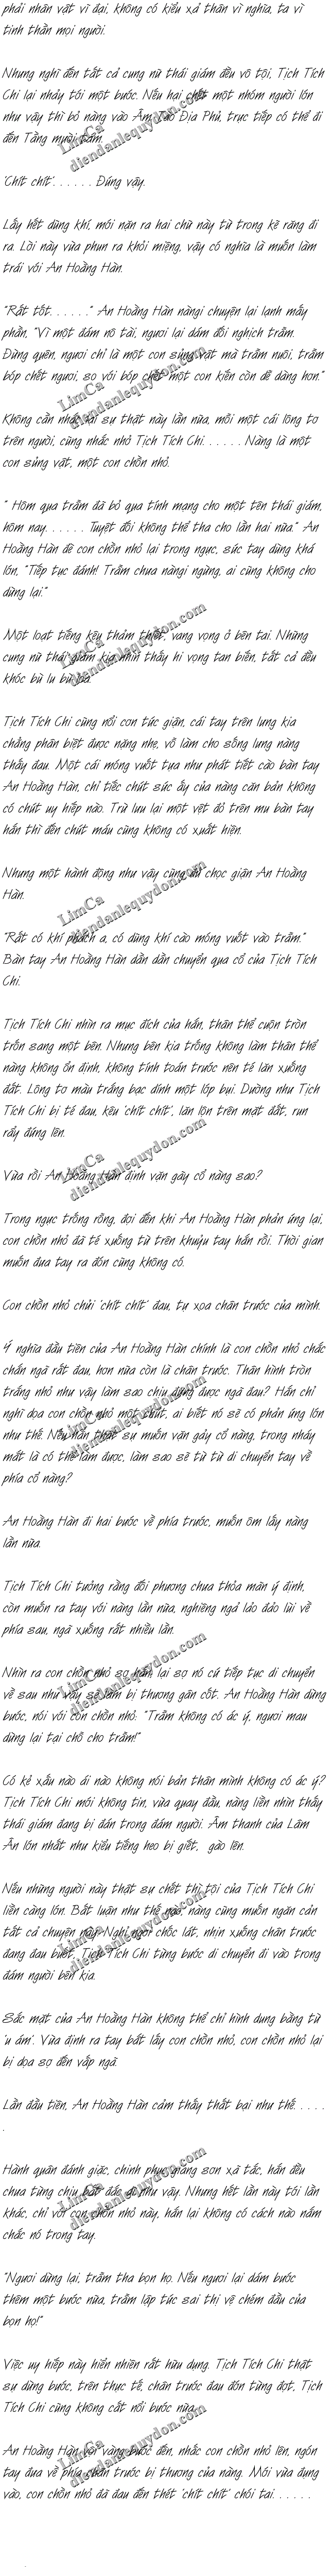 phải nhân vật vĩ đại, không có kiểu xả thân vì nghĩa, ta vì
tinh thần mọi người.
Nhưng nghĩ đến tất cả cung nữ thái giám đều vô tội, Tịch Tích
Chi lại nhảy tới một bước. Nếu hại chết một nhóm người lớn
như vậy thì bỏ nàng vào Âm Tào Địa Phủ, trực tiếp có thể đi
đến Tầng mười tám.
'Chít chít'. . . . . . Đúng vậy.
Lấy hết dũng khí, mới nặn ra hai chữ này từ trong kẽ răng đi
ra. Lời này vừa phun ra khỏi miệng, vậy có nghĩa là muốn làm
trái với An Hoằng Hàn.
"Rất tốt. . . . . ." An Hoằng Hàn nàngi chuyện lại lạnh mấy
phần, "Vì một đám nô tài, ngươi lại dám đối nghịch trẫm.
Đừng quên, ngươi chỉ là một con sủng vật mà trẫm nuôi, trẫm
bóp chết ngươi, so với bóp chết một con kiến còn dễ dàng hơn."
Không cần nhắc lại sự thật này lần nữa, mỗi một cái lông tơ
trên người, cũng nhắc nhở Tịch Tích Chi. . . . . . Nàng là một
con sủng vật, một con chồn nhỏ.
" Hôm qua trẫm đã bỏ qua tính mạng cho một tên thái giám,
hôm nay. . . . . . Tuyệt đối không thể tha cho lần hai nữa." An
Hoằng Hàn đè con chồn nhỏ lại trong ngực, sức tay dùng khá
lớn, "Tiếp tục đánh! Trẫm chưa nàngi ngừng, ai cũng không cho
dừng lại."
Một loạt tiếng kêu thảm thiết, vang vọng ở bên tai. Những
cung nữ thái giám kia nhìn thấy hi vọng tan biến, tất cả đều
khóc bù lu bù loa.
Tịch Tích Chi cũng nổi cơn tức giận, cái tay trên lưng kia
chẳng phân biệt được nặng nhẹ, vỗ làm cho sống lưng nàng
thấy đau. Một cái móng vuốt tựa như phát tiết cào bàn tay
An Hoằng Hàn, chỉ tiếc chút sức ấy của nàng căn bản không
có chút uy hiếp nào. Trừ lưu lại một vệt đỏ trên mu bàn tay
hắn thì đến chút máu cũng không có xuất hiện.
Nhưng một hành động như vậy cũng đủ chọc giận An Hoằng
Hàn.
"Rất có khí phách a, có dũng khí cào móng vuốt vào trẫm."
Bàn tay An Hoằng Hàn dần dần chuyển qua cổ của Tịch Tích
Chi.
Tịch Tích Chi nhìn ra mục đích của hắn, thân thể cuộn tròn
trốn sang một bên. Nhưng bên kia trống không làm thân thể
nàng không ổn định, không tính toán trước nên té lăn xuống
đất. Lông tơ màu trắng bạc dính một lớp bụi. Dường như Tịch
Tích Chi bị té đau, kêu 'chít chít', lăn lộn trên mặt đất, run
rẩy đứng lên.
Vừa rồi An Hoằng Hàn định vặn gãy cổ nàng sao?
Trong ngực trống rỗng, đợi đến khi An Hoằng Hàn phản ứng lại,
con chồn nhỏ đã té xuống từ trên khuỷu tay hắn rồi. Thời gian
muốn đưa tay ra đón cũng không có.
Con chồn nhỏ chửi 'chít chít' đau, tự xoa chân trước của mình.
Ý nghĩa đầu tiên của An Hoằng Hàn chính là con chồn nhỏ chắc
chắn ngã rất đau, hơn nữa còn là chân trước. Thân hình tròn
trắng nhỏ như vậy làm sao chịu đựng được ngã đau? Hắn chỉ
nghĩ dọa con chồn nhỏ một chút, ai biết nó sẽ có phản ứng lớn
như thế. Nếu hắn thật sự muốn vặn gảy cổ nàng, trong nháy
mắt là có thể làm được, làm sao sẽ từ từ di chuyển tay về
phía cổ nàng?
An Hoằng Hàn đi hai bước về phía trước, muốn ôm lấy nàng
lần nữa.
Tịch Tích Chi tưởng rằng đối phương chưa thỏa mãn ý định,
còn muốn ra tay với nàng lần nữa, nghiêng ngả lảo đảo lùi về
phía sau, ngã xuống rất nhiều lần.
Nhìn ra con chồn nhỏ sợ hắn, lại sợ nó cứ tiếp tục di chuyển
về sau như vậy sẽ làm bị thương gân cốt. An Hoằng Hàn dừng
bước, nói với con chồn nhỏ: "Trẫm không có ác ý, ngươi mau
dừng lại tại chỗ cho trẫm!"
Có kẻ xấu nào ái nào không nói bản thân mình không có ác ý?
Tịch Tích Chi mới không tin, vừa quay đầu, nàng liền nhìn thấy
thái giám đang bị đán trong đám người. Âm thanh của Lâm
Ân lớn nhất như kiểu tiếng heo bị giết, gào lên.
Nếu những người này thật sự chết thì tội của Tịch Tích Chi
liền càng lớn. Bất luận như thế nào, nàng cũng muốn ngăn cản
tất cả chuyện này. Nghỉ ngơi chốc lát, nhịn xuống chân trước
đang đau buốt, Tịch Tích Chi từng bước di chuyển đi vào trong
đám người bên kia.
Sắc mặt của An Hoằng Hàn không thể chỉ hình dung bằng từ
'u ám'. Vừa định ra tay bắt lấy con chồn nhỏ, con chồn nhỏ lại
bị dọa sợ đến vấp ngã.
Lần đầu tiên, An Hoằng Hàn cảm thấy thất bại như thế. . . . .
.
Hành quân đánh giặc, chinh phục giang sơn xã tắc, hắn đều
chưa từng chịu bất đắc dĩ như vậy. Nhưng hết lần này tới lần
khác, chỉ với con chồn nhỏ này, hắn lại không có cách nào nắm
chắc nó trong tay.
"Ngươi dừng lại, trẫm tha bọn họ. Nếu ngươi lại dám bước
thêm một bước nữa, trẫm lập tức sai thị vệ chém đầu của
bọn họ!"
Việc uy hiếp này hiển nhiên rất hữu dụng. Tịch Tích Chi thật
sự dừng bước, trên thực tế, chân trước đau đớn từng đợt, Tịch
Tích Chi cũng không cất nổi bước nữa.
An Hoằng Hàn vội vàng bước đến, nhấc con chồn nhỏ lên, ngón
tay đưa về phía chân trước bị thương của nàng. Mới vừa đụng
vào, con chồn nhỏ đã đau đến thét 'chít chít' chói tai. . . . . .
LimCa
diendanlequydon.com
LimCa
diendanlequydon.com
LimCa
diendanlequydon.com
LimCa
diendanlequydon.com
LimCa
diendanlequydon.com
LimCa
diendanlequydon.com
LimCa
diendanlequydon.com
LimCa
diendanlequydon.com
LimCa
diendanlequydon.com
LimCa
diendanlequydon.com